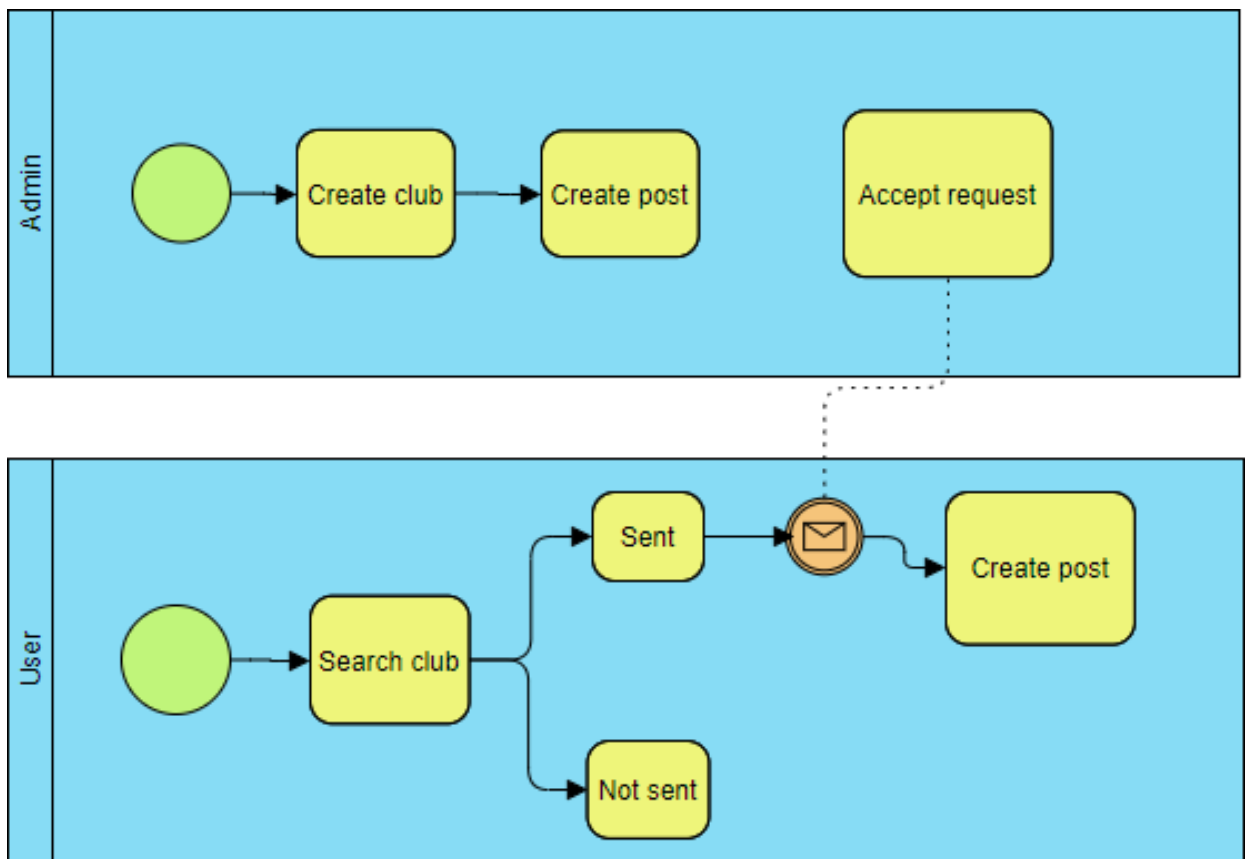 Admin
Create club
Create post
Accept request
User
Search club
Sent
Create post
Not sent